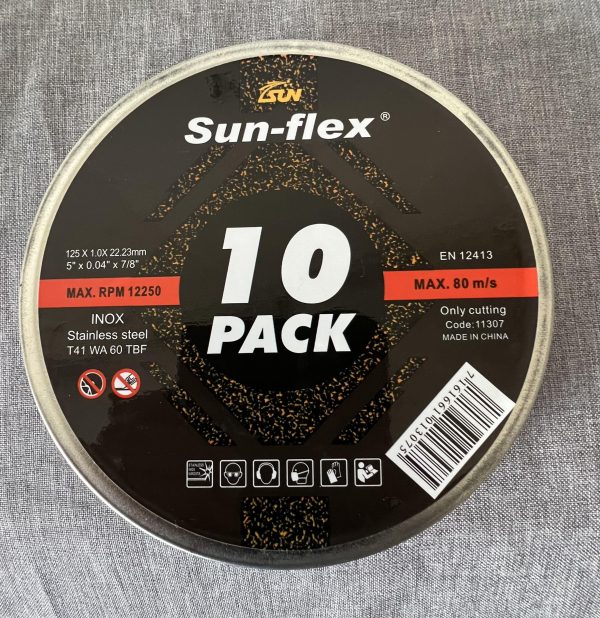 SUN
Sun-flex®
10
PACK
125 X 1.0X 22.23mm
5" x 0.04" x 7/8"
MAX. RPM 12250
INOX
Stainless steel
T41 WA 60 TBF
EN 12413
MAX. 80 m/s
Only cutting
Code:11307
MADE IN CHINA
7161661013075